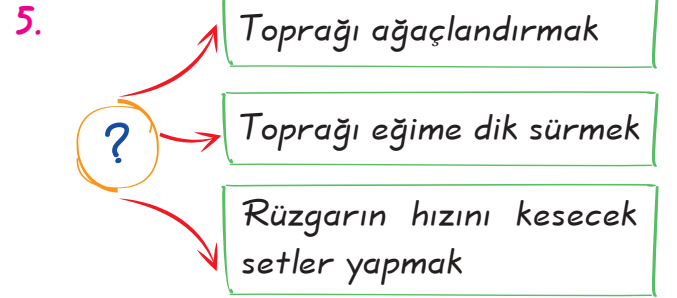 5.
Toprağı ağaçlandırmak
?
Toprağı eğime dik sürmek
Rüzgarın hızını kesecek
setler yapmak